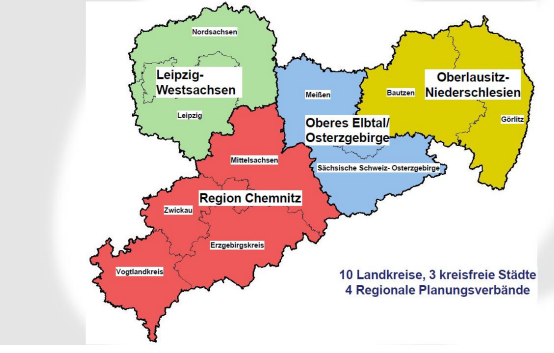 Nordsachsen
Leipzig-
Westsachsen
Leipzig
Meißen
Oberes Elbtal/
Osterzgebirge
Sächsische Schweiz- Osterzgebirge
Oberlausitz-
Niederschlesien
Bautzen
Görlitz
Mittelsachsen
Region Chemnitz
Zwickau
Erzgebirgskreis
Vogtlandkreis
10 Landkreise, 3 kreisfreie Städte
4 Regionale Planungsverbände